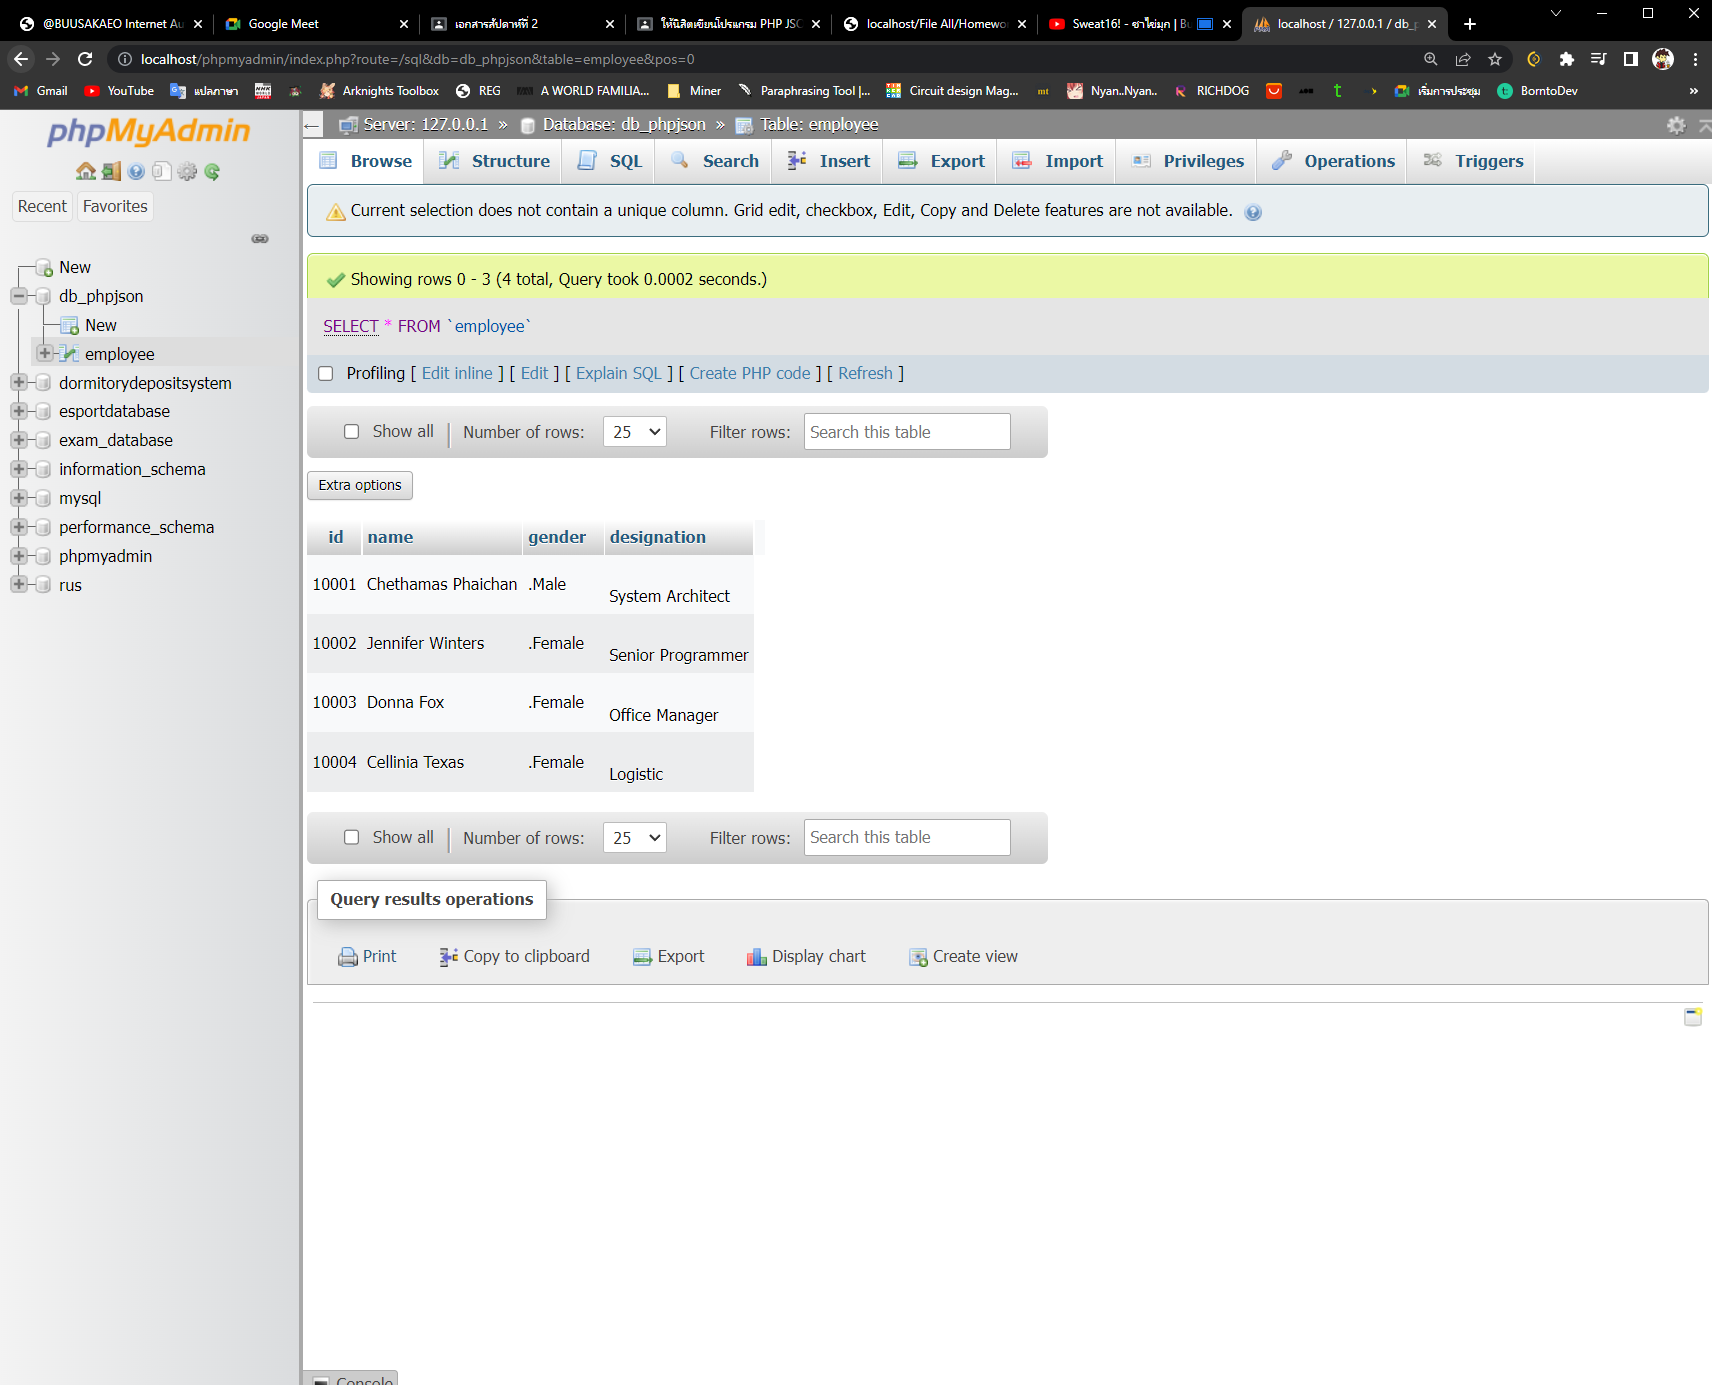 @BUUSAKAEO Internet Au
Google Meet
เอกสารสัปดาห์ที่ 2
ให้นิสิตเขียนโปรแกรม PHP JSC
localhost/File All/Homewo
Sweat16! - ซาไซ่มุก | Bu
localhost / 127.0.0.1 / db_p
localhost/phpmyadmin/index.php?route=/sql&db=db_phpjson&table=employee&pos=0
Gmail
YouTube
แปลภาษา
Arknights Toolbox
REG
A WORLD FAMILIA...
Miner
Paraphrasing Tool |...
Circuit design Mag...
mt
Nyan..Nyan..
RICHDOG
t
เริ่มการประชุม
BorntoDev
»
phpMyAdmin
Server: 127.0.0.1 » Database: db_phpjson » Table: employee
Browse
Structure
SQL
Search
Insert
Export
Import
Privileges
Operations
Triggers
Recent
Favorites
New
db_phpjson
New
employee
dormitorydepositsystem
esportdatabase
exam_database
information_schema
mysql
performance_schema
phpmyadmin
rus
Current selection does not contain a unique column. Grid edit, checkbox, Edit, Copy and Delete features are not available.
Showing rows 0 - 3 (4 total, Query took 0.0002 seconds.)
SELECT * FROM `employee`
Profiling [ Edit inline ] [ Edit ] [ Explain SQL ] [ Create PHP code ] [ Refresh ]
Show all | Number of rows: 25 Filter rows: Search this table
Extra options
id name gender designation
10001 Chethamas Phaichan .Male System Architect
10002 Jennifer Winters .Female Senior Programmer
10003 Donna Fox .Female Office Manager
10004 Cellinia Texas .Female Logistic
Show all | Number of rows: 25 Filter rows: Search this table
Query results operations
Print
Copy to clipboard
Export
Display chart
Create view
Console